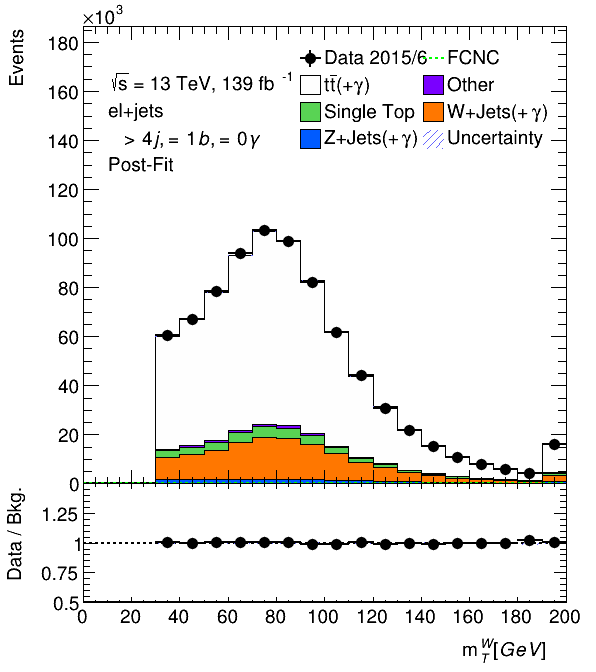 ×10³
Events
180
160
140
120
100
80
60
40
20
0
√s = 13 TeV, 139 fb⁻¹
el+jets
> 4j, = 1b, = 0γ
Post-Fit
Data 2015/6
FCNC
tt̄(+γ)
Other
Single Top
W+Jets(+γ)
Z+Jets(+γ)
Uncertainty
Data / Bkg.
1.25
1
0.75
0.5
0 20 40 60 80 100 120 140 160 180 200
m_T^W [GeV]